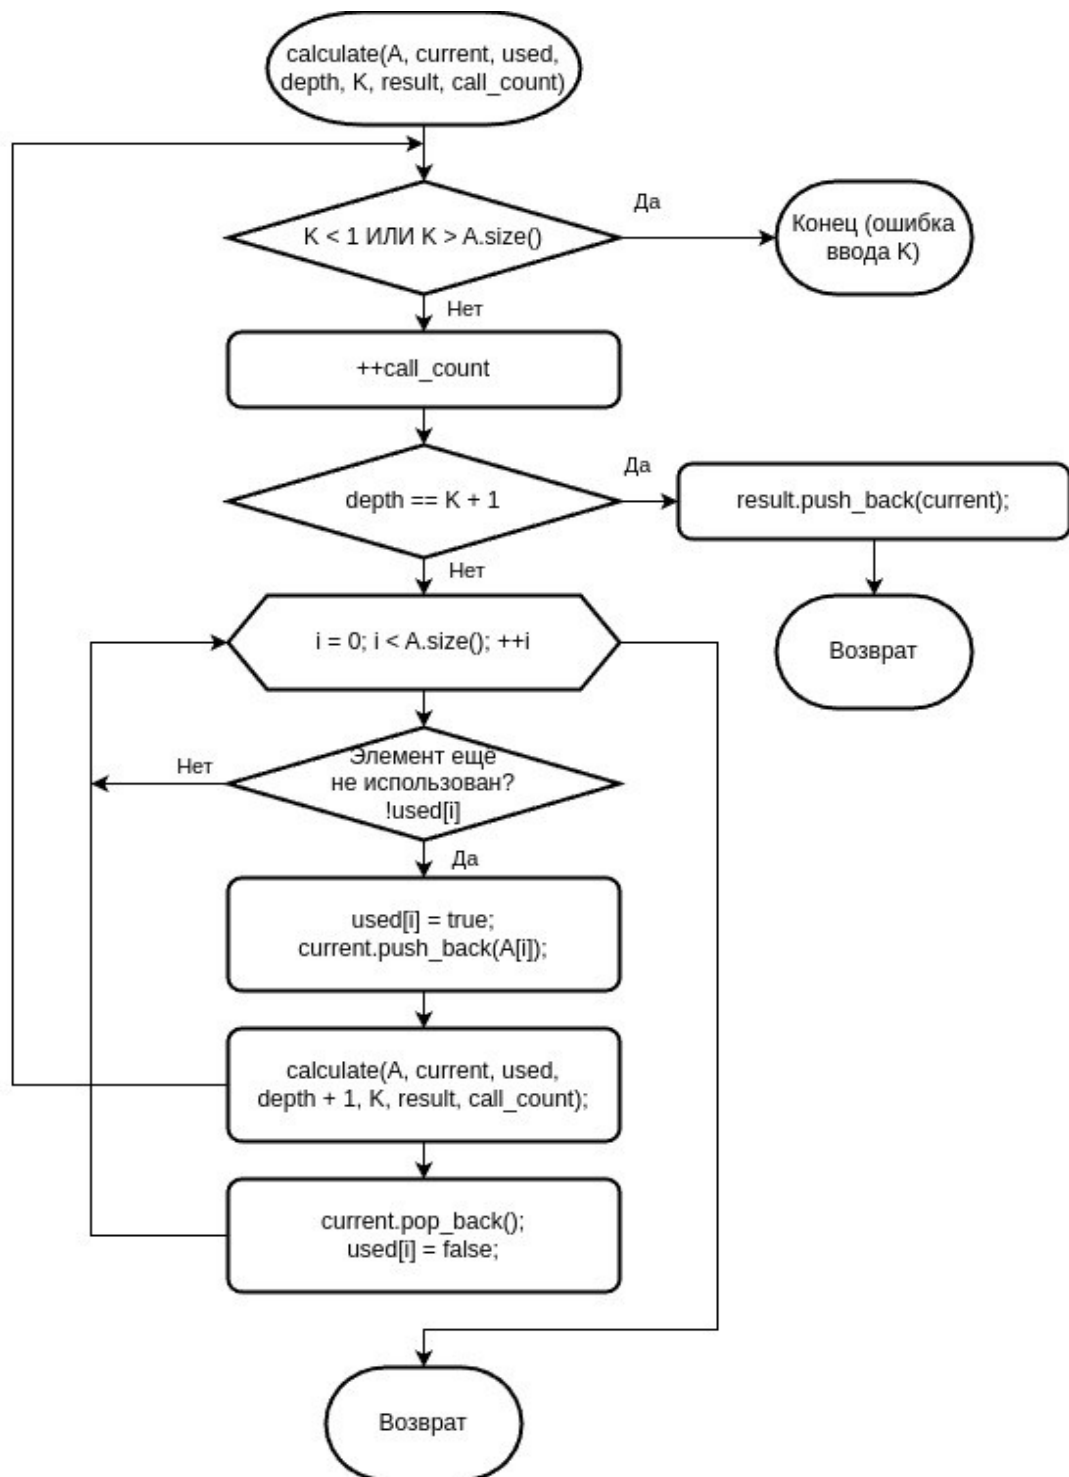 calculate(A, current, used,
depth, K, result, call_count)
K < 1 ИЛИ K > A.size()
Да
Конец (ошибка
ввода K)
Нет
++call_count
depth == K + 1
Да
result.push_back(current);
Нет
Возврат
i = 0; i < A.size(); ++i
Элемент ещё
не использован?
!used[i]
Нет
Да
used[i] = true;
current.push_back(A[i]);
calculate(A, current, used,
depth + 1, K, result, call_count);
current.pop_back();
used[i] = false;
Возврат